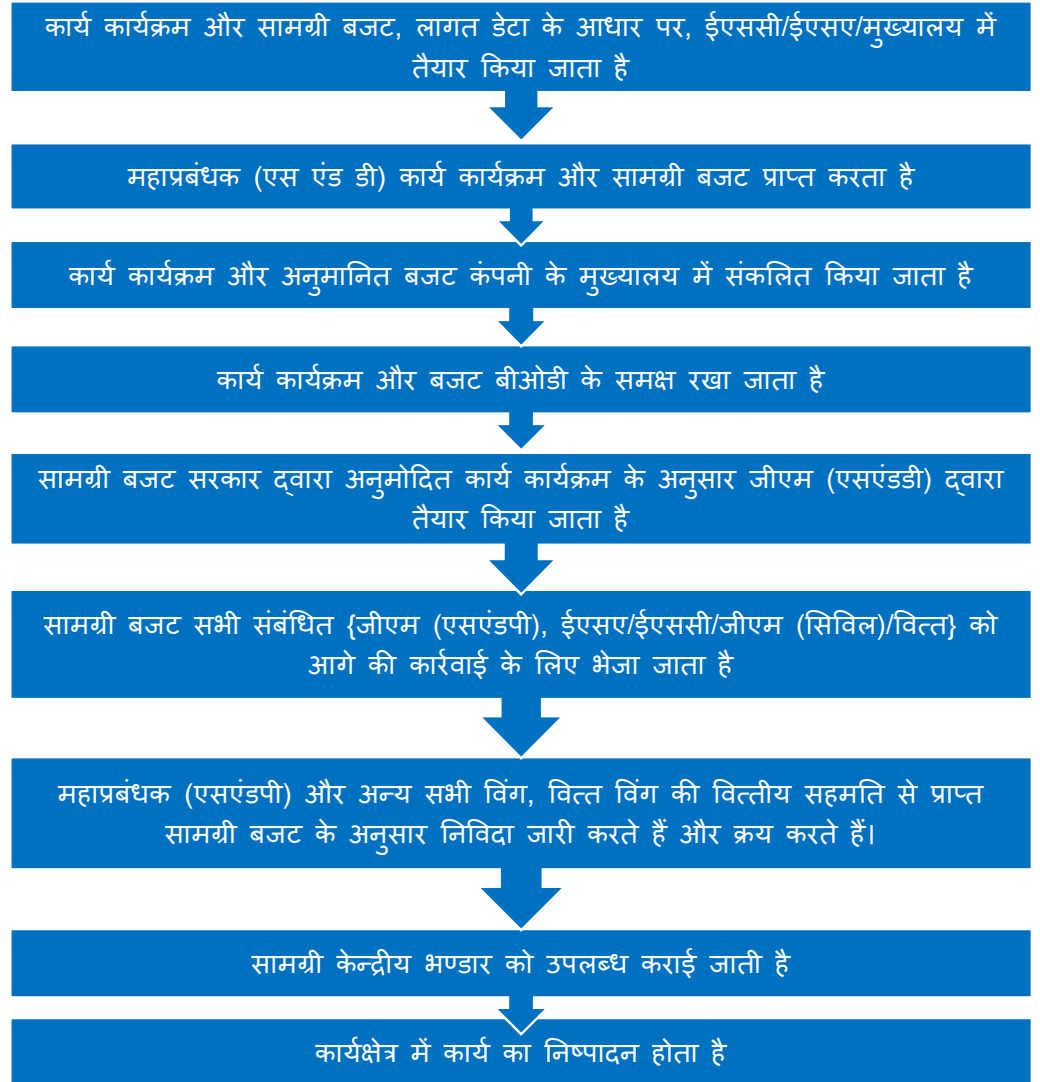 कार्य कार्यक्रम और सामग्री बजट, लागत डेटा के आधार पर, ईएससी/ईएसए/मुख्यालय में
तैयार किया जाता है
महाप्रबंधक (एस एंड डी) कार्य कार्यक्रम और सामग्री बजट प्राप्त करता है
कार्य कार्यक्रम और अनुमानित बजट कंपनी के मुख्यालय में संकलित किया जाता है
कार्य कार्यक्रम और बजट बीओडी के समक्ष रखा जाता है
सामग्री बजट सरकार द्वारा अनुमोदित कार्य कार्यक्रम के अनुसार जीएम (एसएंडडी) द्वारा
तैयार किया जाता है
सामग्री बजट सभी संबंधित {जीएम (एसएंडपी), ईएसए/ईएससी/जीएम (सिविल)/वित्त} को
आगे की कार्रवाई के लिए भेजा जाता है
महाप्रबंधक (एसएंडपी) और अन्य सभी विंग, वित्त विंग की वित्तीय सहमति से प्राप्त
सामग्री बजट के अनुसार निविदा जारी करते हैं और क्रय करते हैं।
सामग्री केन्द्रीय भण्डार को उपलब्ध कराई जाती है
कार्यक्षेत्र में कार्य का निष्पादन होता है